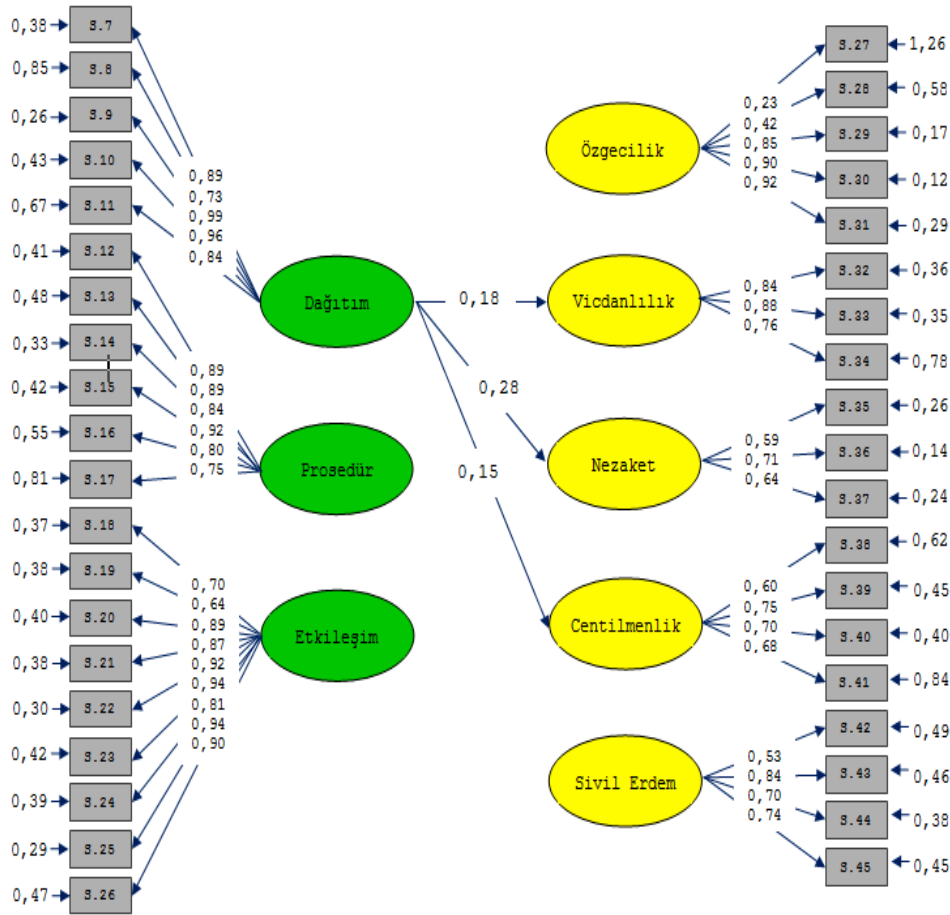 0,38
S.7
0,85
S.8
0,26
S.9
0,43
S.10
0,67
S.11
0,41
S.12
0,48
S.13
0,33
S.14
0,42
S.15
0,55
S.16
0,81
S.17
0,37
S.18
0,38
S.19
0,40
S.20
0,38
S.21
0,30
S.22
0,42
S.23
0,39
S.24
0,29
S.25
0,47
S.26
0,89
0,73
0,99
0,96
0,84
0,89
0,89
0,84
0,92
0,80
0,75
0,70
0,64
0,89
0,87
0,92
0,94
0,81
0,94
0,90
Dağıtım
Prosedür
Etkileşim
0,18
0,28
0,15
Özgecilik
Vicdanlılık
Nezaket
Centilmenlik
Sivil Erdem
0,23
0,42
0,85
0,90
0,92
0,84
0,88
0,76
0,59
0,71
0,64
0,60
0,75
0,70
0,68
0,53
0,84
0,70
0,74
S.27
1,26
S.28
0,58
S.29
0,17
S.30
0,12
S.31
0,29
S.32
0,36
S.33
0,35
S.34
0,78
S.35
0,26
S.36
0,14
S.37
0,24
S.38
0,62
S.39
0,45
S.40
0,40
S.41
0,84
S.42
0,49
S.43
0,46
S.44
0,38
S.45
0,45